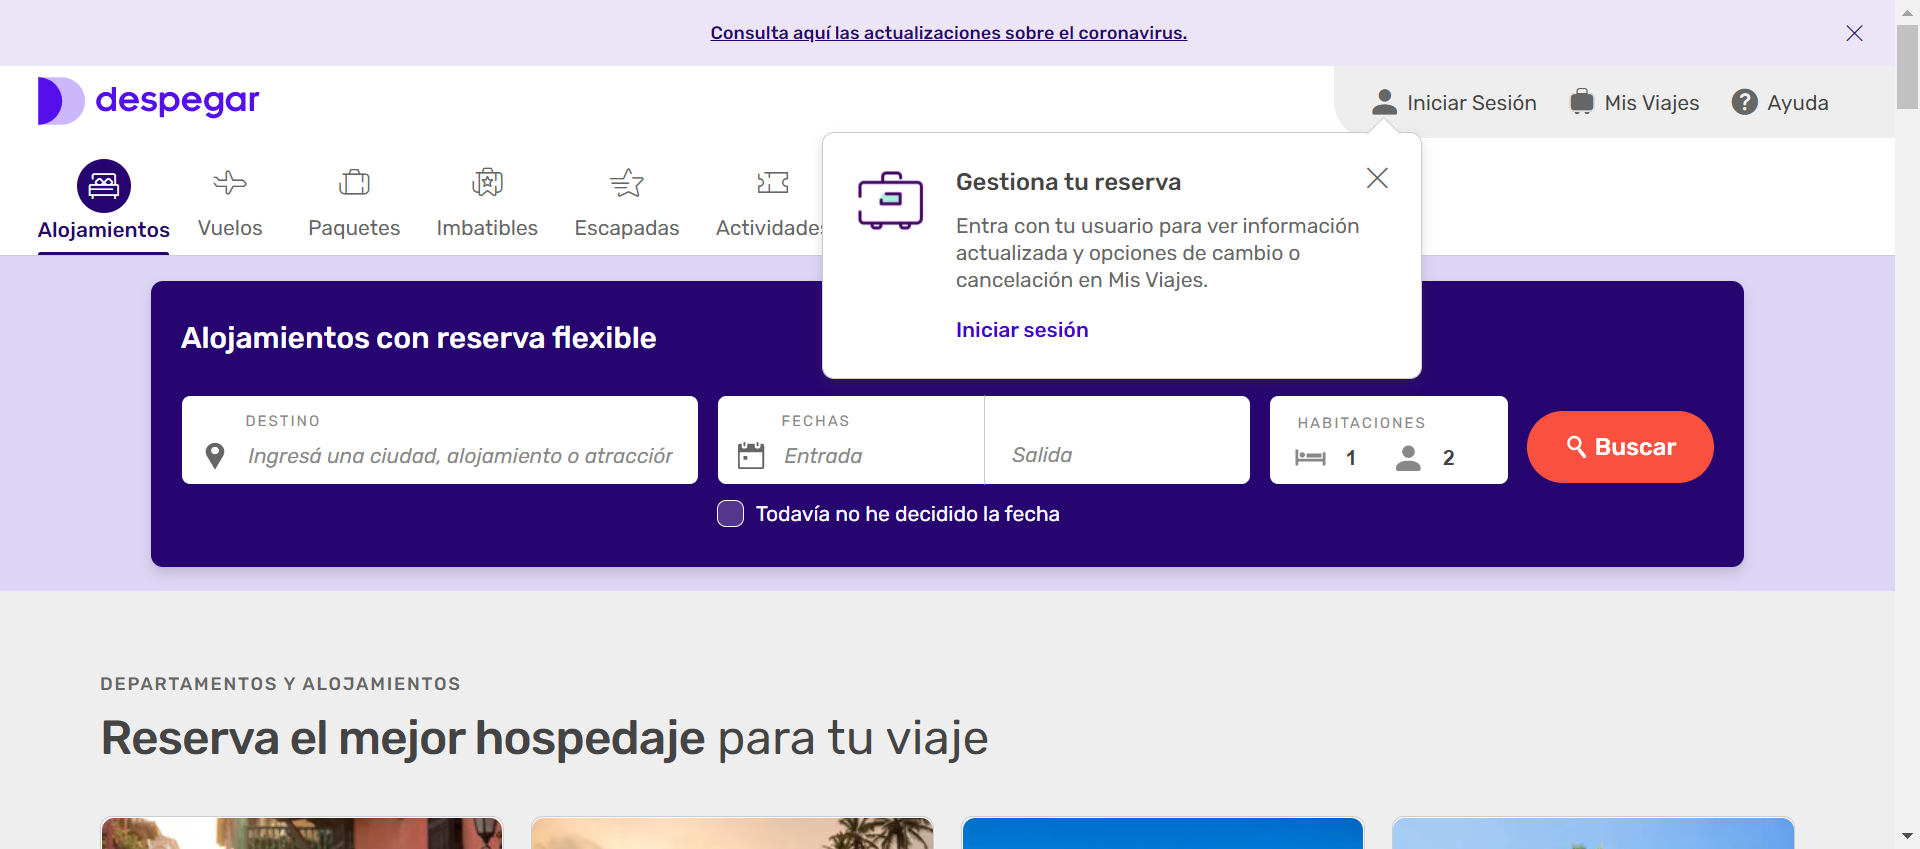 Consulta aquí las actualizaciones sobre el coronavirus.
despegar
Iniciar Sesión
Mis Viajes
Ayuda
Alojamientos
Vuelos
Paquetes
Imbatibles
Escapadas
Actividades
Gestiona tu reserva
Entra con tu usuario para ver información
actualizada y opciones de cambio o
cancelación en Mis Viajes.
Iniciar sesión
Alojamientos con reserva flexible
DESTINO
Ingresá una ciudad, alojamiento o atracción
FECHAS
Entrada
Salida
HABITACIONES
1
2
Buscar
Todavía no he decidido la fecha
DEPARTAMENTOS Y ALOJAMIENTOS
Reserva el mejor hospedaje para tu viaje